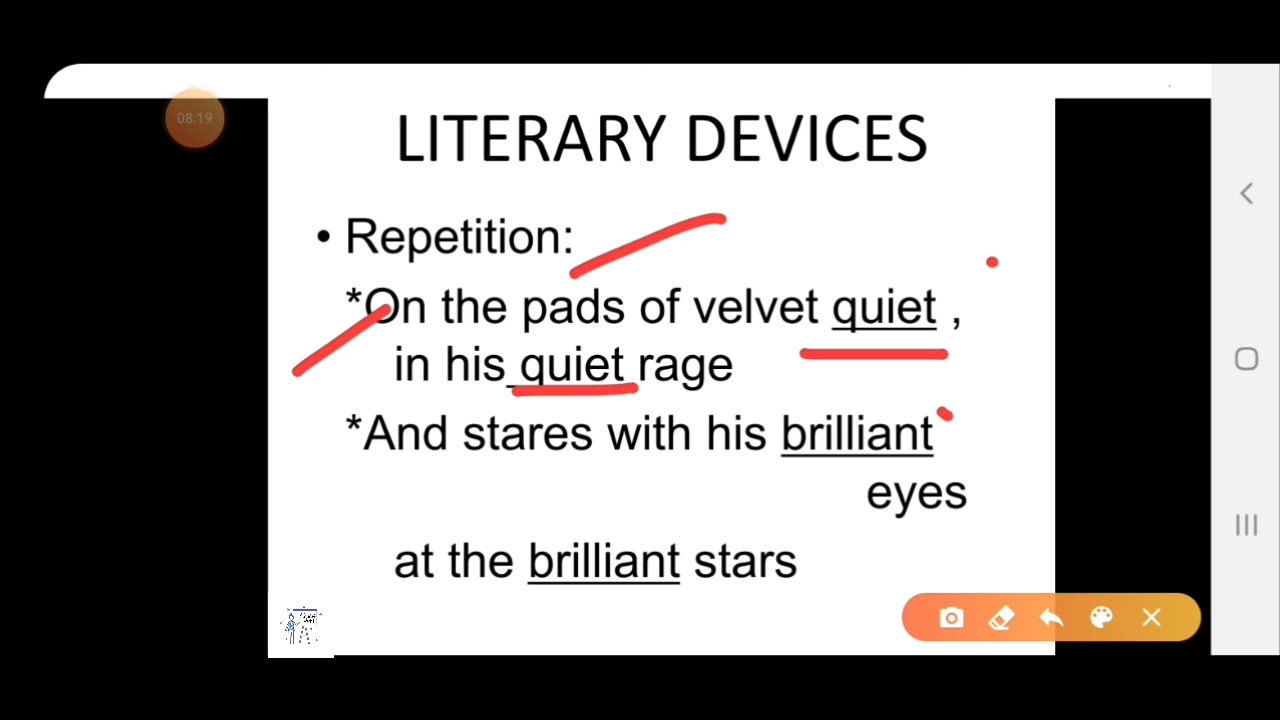 08:19
LITERARY DEVICES
• Repetition:
*On the pads of velvet quiet ,
in his quiet rage
*And stares with his brilliant
eyes
at the brilliant stars